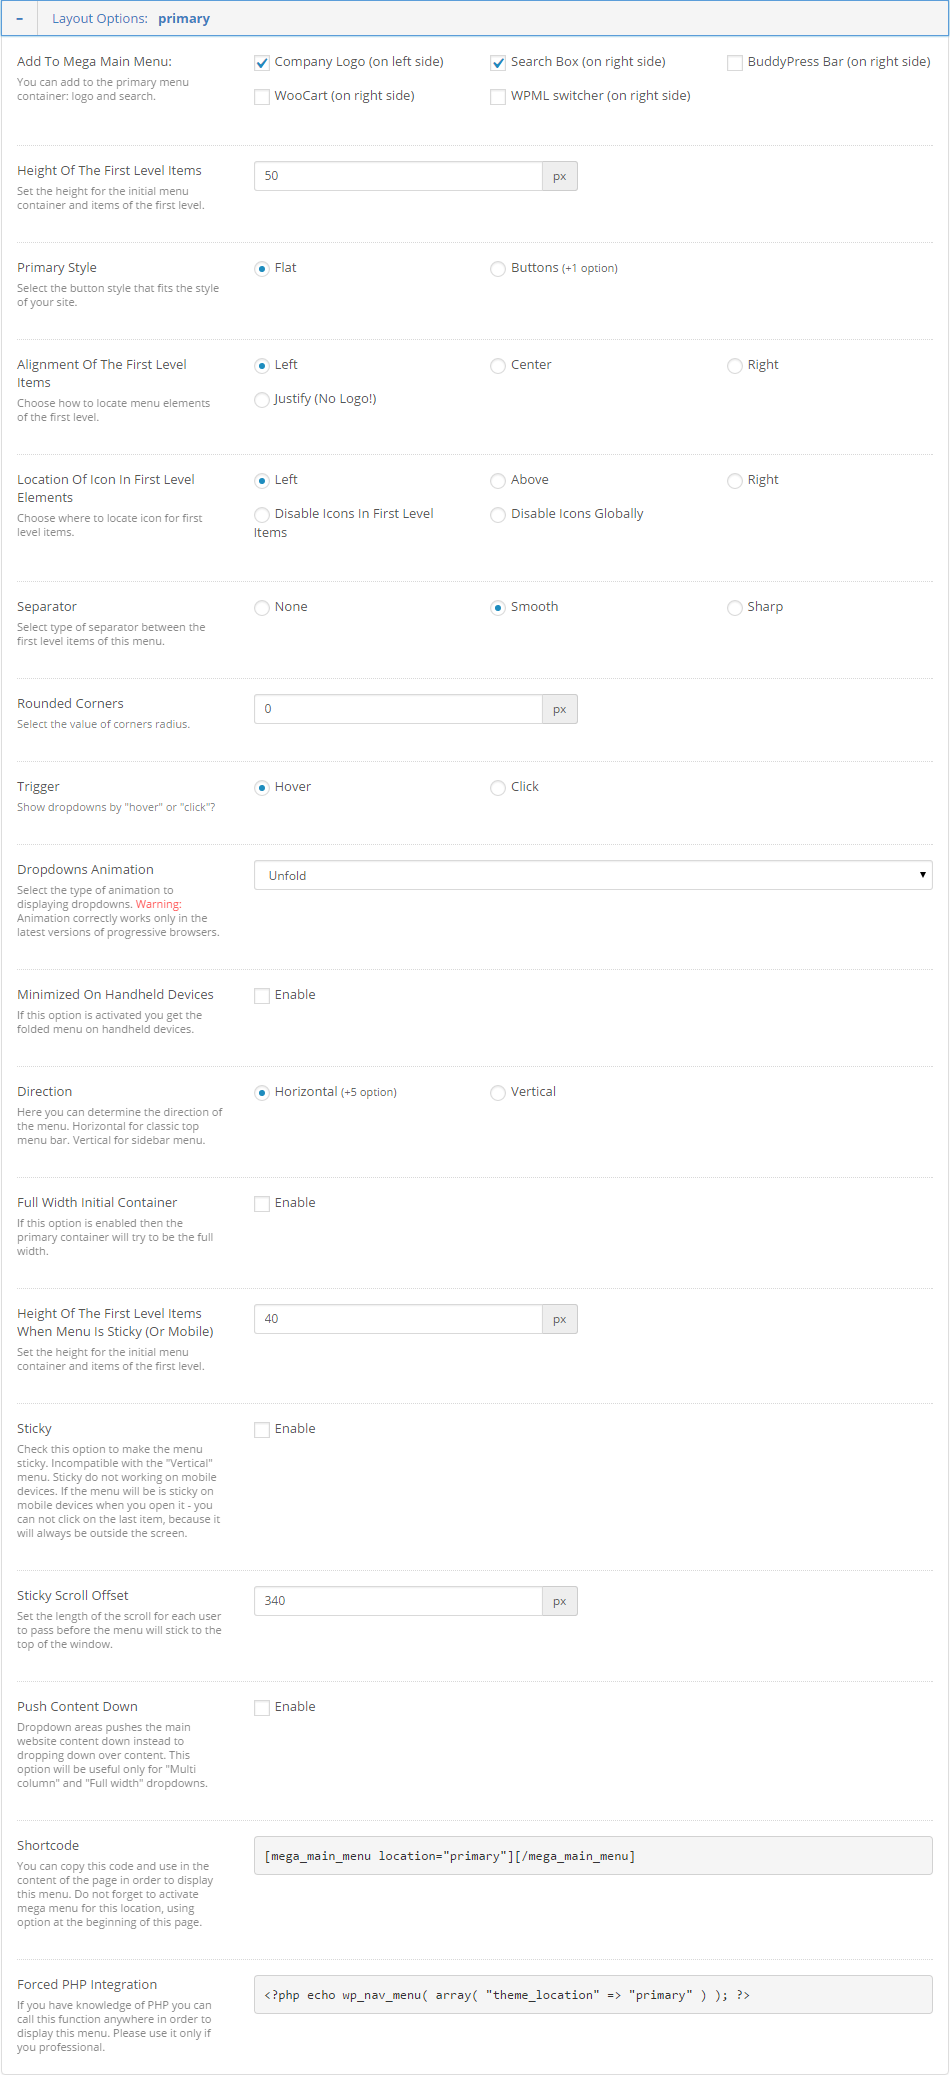 − Layout Options: primary
Add To Mega Main Menu:
You can add to the primary menu
container: logo and search.
Company Logo (on left side) Search Box (on right side) BuddyPress Bar (on right side)
WooCart (on right side) WPML switcher (on right side)
Height Of The First Level Items
Set the height for the initial menu
container and items of the first level.
50 px
Primary Style
Select the button style that fits the style
of your site.
Flat Buttons (+1 option)
Alignment Of The First Level
Items
Choose how to locate menu elements
of the first level.
Left Center Right
Justify (No Logo!)
Location Of Icon In First Level
Elements
Choose where to locate icon for first
level items.
Left Above Right
Disable Icons In First Level
Items
Disable Icons Globally
Separator
Select type of separator between the
first level items of this menu.
None Smooth Sharp
Rounded Corners
Select the value of corners radius.
0 px
Trigger
Show dropdowns by "hover" or "click"?
Hover Click
Dropdowns Animation
Select the type of animation to
displaying dropdowns. Warning:
Animation correctly works only in the
latest versions of progressive browsers.
Unfold
Minimized On Handheld Devices
If this option is activated you get the
folded menu on handheld devices.
Enable
Direction
Here you can determine the direction of
the menu. Horizontal for classic top
menu bar. Vertical for sidebar menu.
Horizontal (+5 option) Vertical
Full Width Initial Container
If this option is enabled then the
primary container will try to be the full
width.
Enable
Height Of The First Level Items
When Menu Is Sticky (Or Mobile)
Set the height for the initial menu
container and items of the first level.
40 px
Sticky
Check this option to make the menu
sticky. Incompatible with the "Vertical"
menu. Sticky do not working on mobile
devices. If the menu will be is sticky on
mobile devices when you open it - you
can not click on the last item, because it
will always be outside the screen.
Enable
Sticky Scroll Offset
Set the length of the scroll for each user
to pass before the menu will stick to the
top of the window.
340 px
Push Content Down
Dropdown areas pushes the main
website content down instead to
dropping down over content. This
option will be useful only for "Multi
column" and "Full width" dropdowns.
Enable
Shortcode
You can copy this code and use in the
content of the page in order to display
this menu. Do not forget to activate
mega menu for this location, using
option at the beginning of this page.
[mega_main_menu location="primary"][/mega_main_menu]
Forced PHP Integration
If you have knowledge of PHP you can
call this function anywhere in order to
display this menu. Please use it only if
you professional.
<?php echo wp_nav_menu( array( "theme_location" => "primary" ) ); ?>